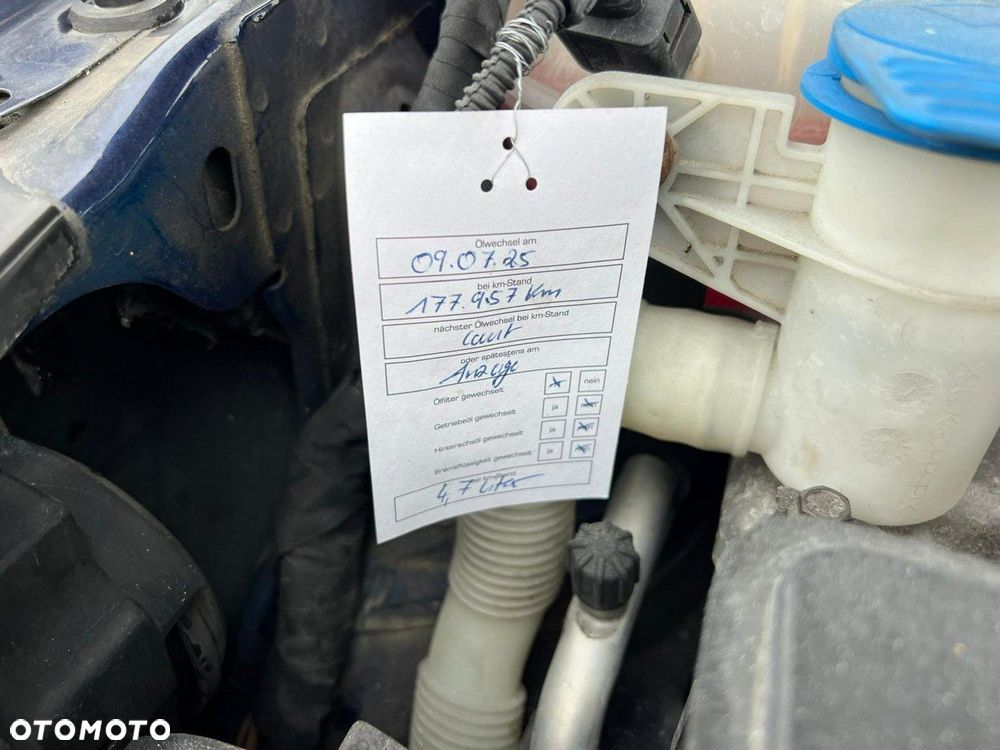 Ölwechsel am
09.07.25
bei km-Stand
177.957 km
nächster Ölwechsel bei km-Stand
laut
oder spätestens am
Anzeige
Ölfilter gewechselt nein
Getriebeöl gewechselt ja
Hinterachsöl gewechselt ja
Bremsflüssigkeit gewechselt ja
4,7 Liter
OTOMOTO